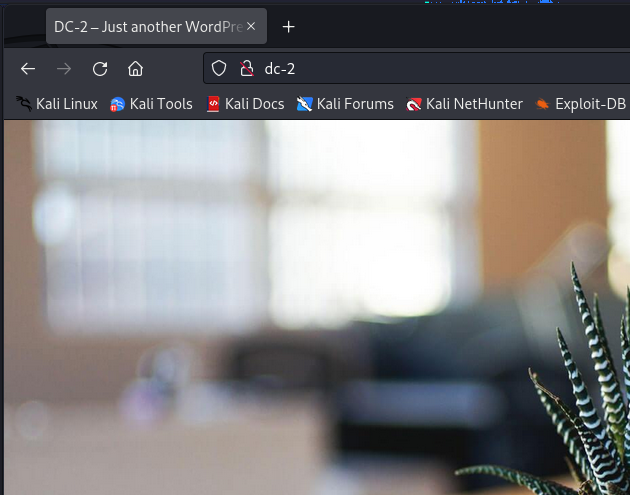 DC-2 – Just another WordPre
dc-2
Kali Linux Kali Tools Kali Docs Kali Forums Kali NetHunter Exploit-DB